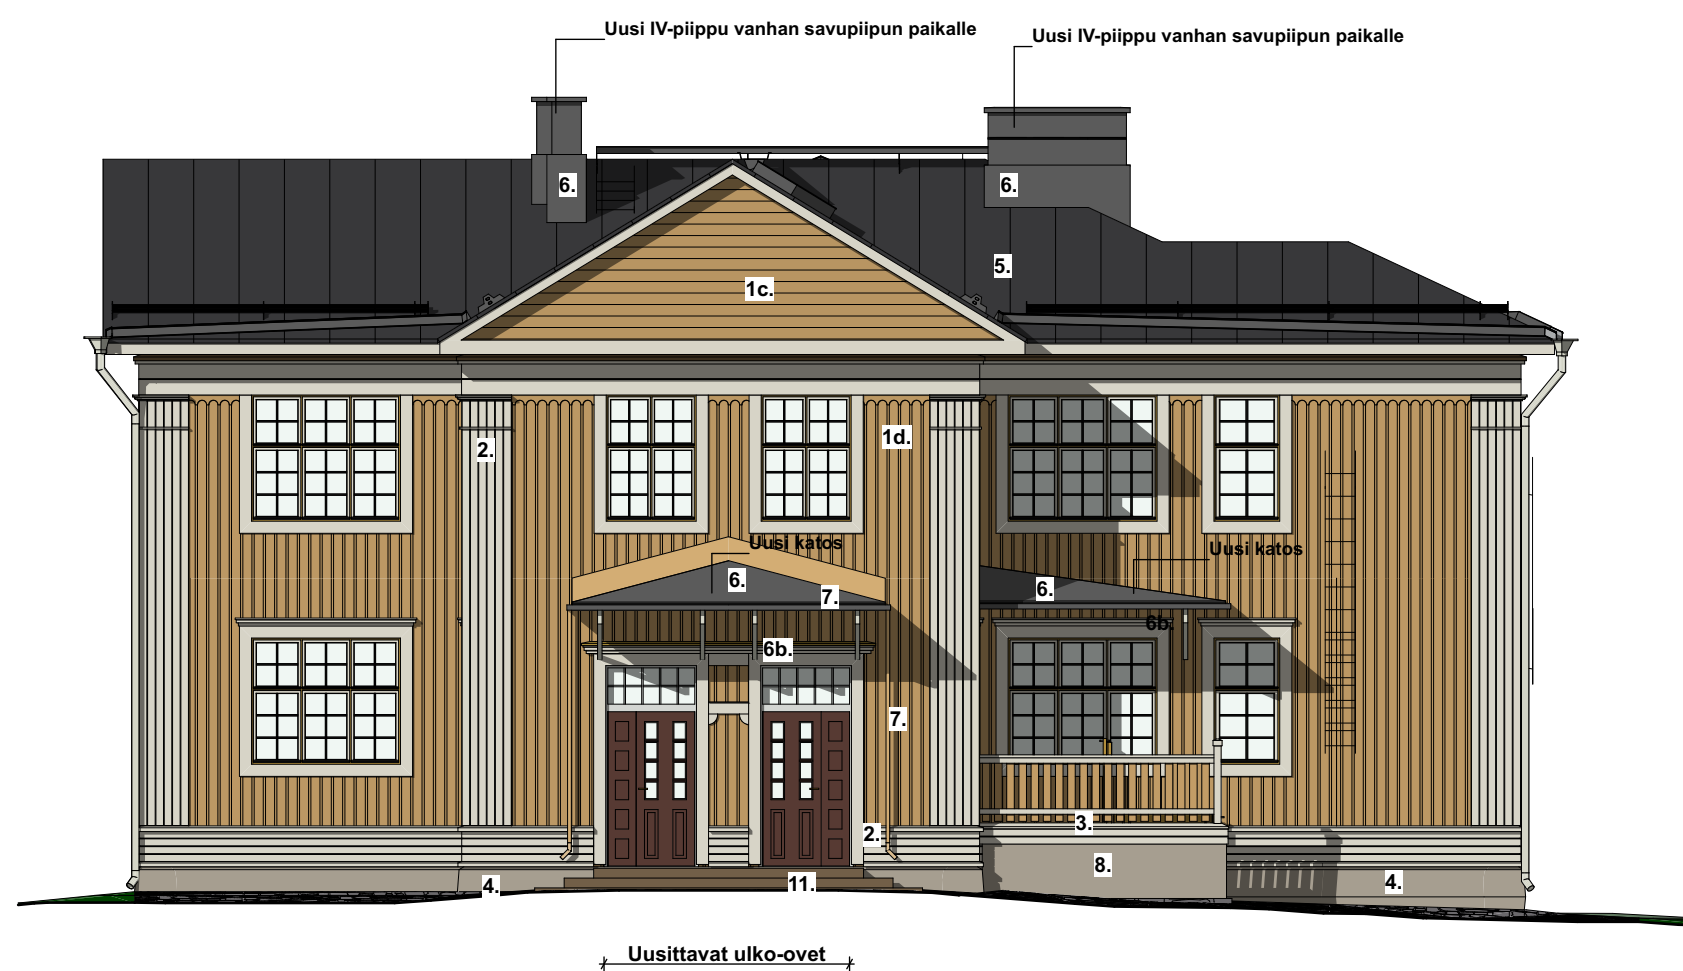 Uusi IV-piippu vanhan savupiipun paikalle
Uusi IV-piippu vanhan savupiipun paikalle
6.
6.
5.
1c.
1d.
2.
Uusi katos
Uusi katos
6.
7.
6.
6b.
6b.
7.
3.
2.
8.
4.
11.
4.
Uusittavat ulko-ovet